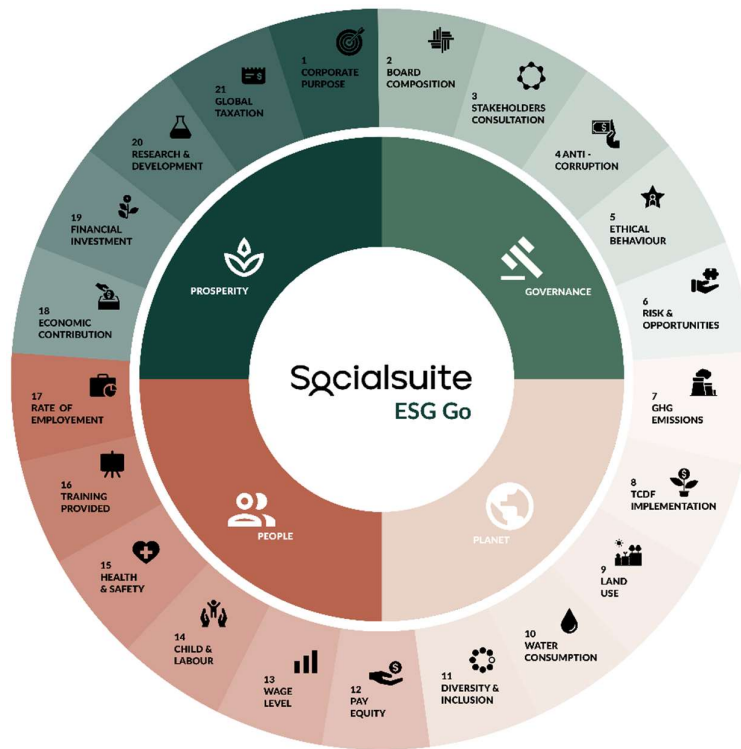 1
CORPORATE
PURPOSE
2
BOARD
COMPOSITION
3
STAKEHOLDERS
CONSULTATION
4 ANTI -
CORRUPTION
5
ETHICAL
BEHAVIOUR
6
RISK &
OPPORTUNITIES
7
GHG
EMISSIONS
8
TCDF
IMPLEMENTATION
9
LAND
USE
10
WATER
CONSUMPTION
11
DIVERSITY &
INCLUSION
12
PAY
EQUITY
13
WAGE
LEVEL
14
CHILD &
LABOUR
15
HEALTH
& SAFETY
16
TRAINING
PROVIDED
17
RATE OF
EMPLOYEMENT
18
ECONOMIC
CONTRIBUTION
19
FINANCIAL
INVESTMENT
20
RESEARCH &
DEVELOPMENT
21
GLOBAL
TAXATION
PROSPERITY
GOVERNANCE
Socialsuite
ESG Go
PEOPLE
PLANET